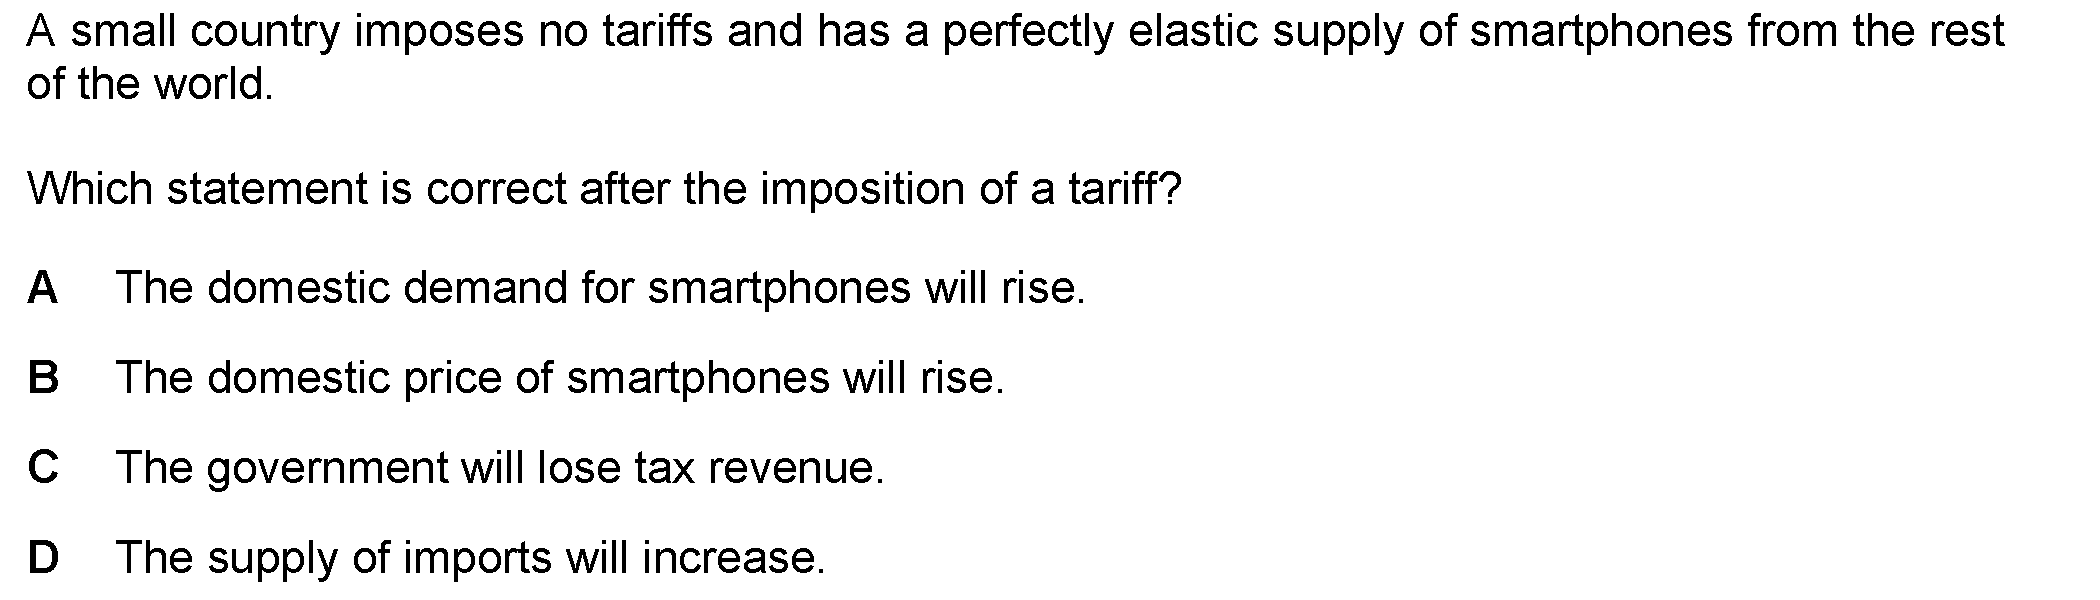 A small country imposes no tariffs and has a perfectly elastic supply of smartphones from the rest
of the world.
Which statement is correct after the imposition of a tariff?
A The domestic demand for smartphones will rise.
B The domestic price of smartphones will rise.
C The government will lose tax revenue.
D The supply of imports will increase.